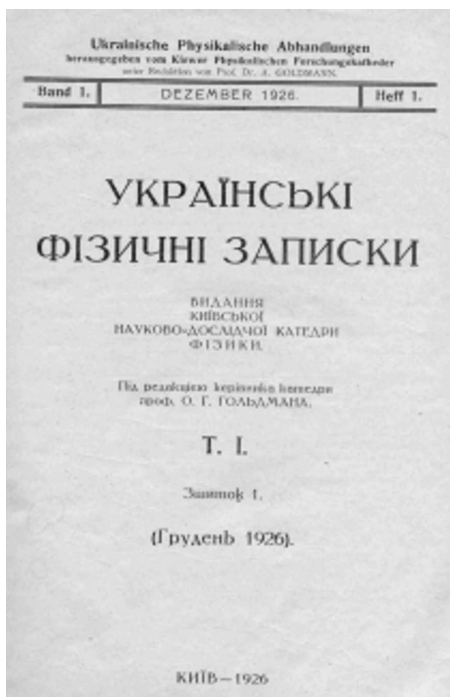 Ukrainische Physikalische Abhandlungen
herausgegeben vom Kiewer Physikalischen Forschungskatheder
unter Redaktion von Prof. Dr. A. GOLDMANN.
Band 1. DEZEMBER 1926. Heft 1.
УКРАЇНСЬКІ
ФІЗИЧНІ ЗАПИСКИ
ВИДАННЯ
КИЇВСЬКОЇ
НАУКОВО-ДОСЛІДЧОЇ КАТЕДРИ
ФІЗИКИ.
Під редакцією керівника катедри
проф. О. Г. ГОЛЬДМАНА.
Т. I.
Зшиток 1.
(Грудень 1926).
КИЇВ—1926